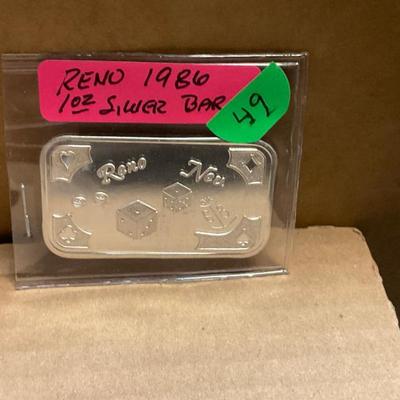 RENO 1986
1oz SILVER BAR
49
Reno Nev.